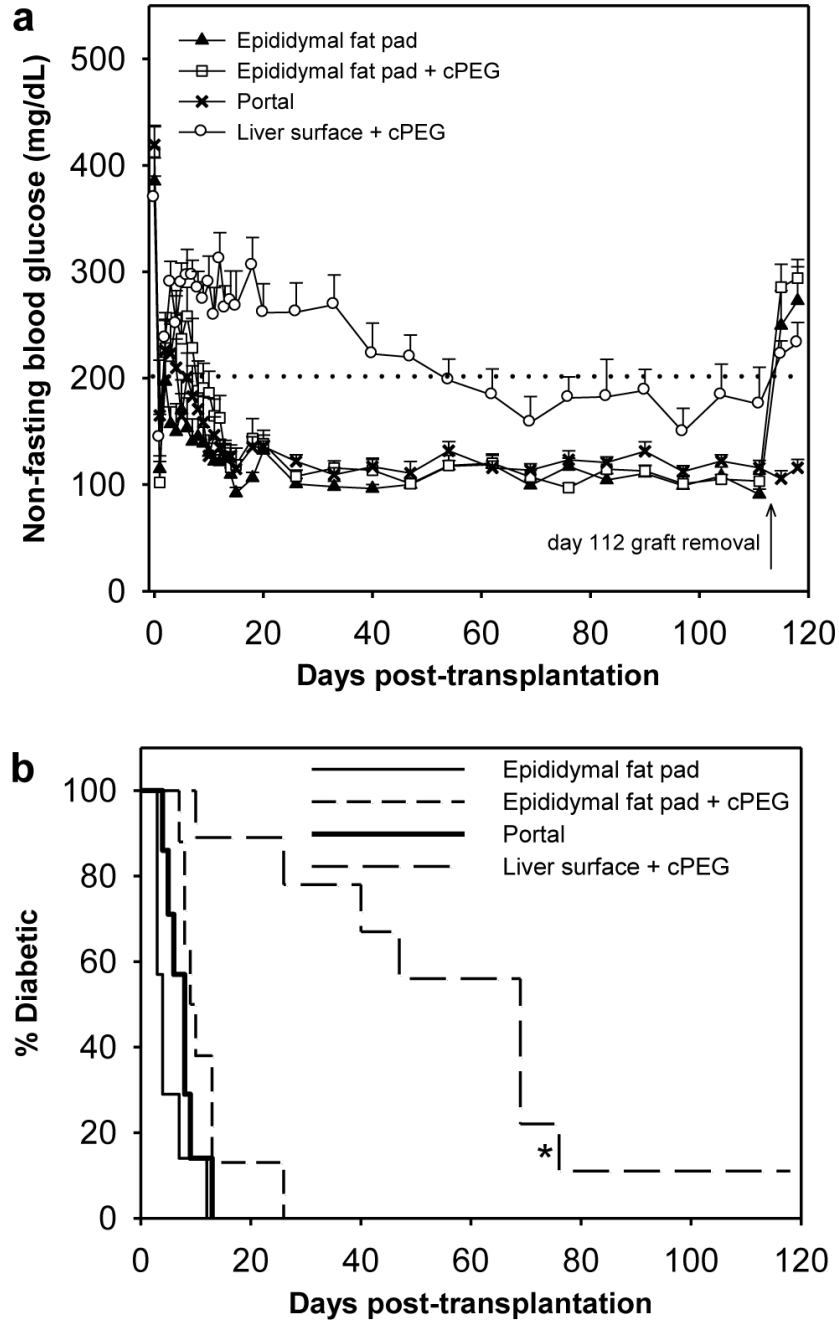 a
Non-fasting blood glucose (mg/dL)
500
400
300
200
100
0
Epididymal fat pad
Epididymal fat pad + cPEG
Portal
Liver surface + cPEG
day 112 graft removal
0 20 40 60 80 100 120
Days post-transplantation
b
% Diabetic
100
80
60
40
20
0
Epididymal fat pad
Epididymal fat pad + cPEG
Portal
Liver surface + cPEG
*
0 20 40 60 80 100 120
Days post-transplantation